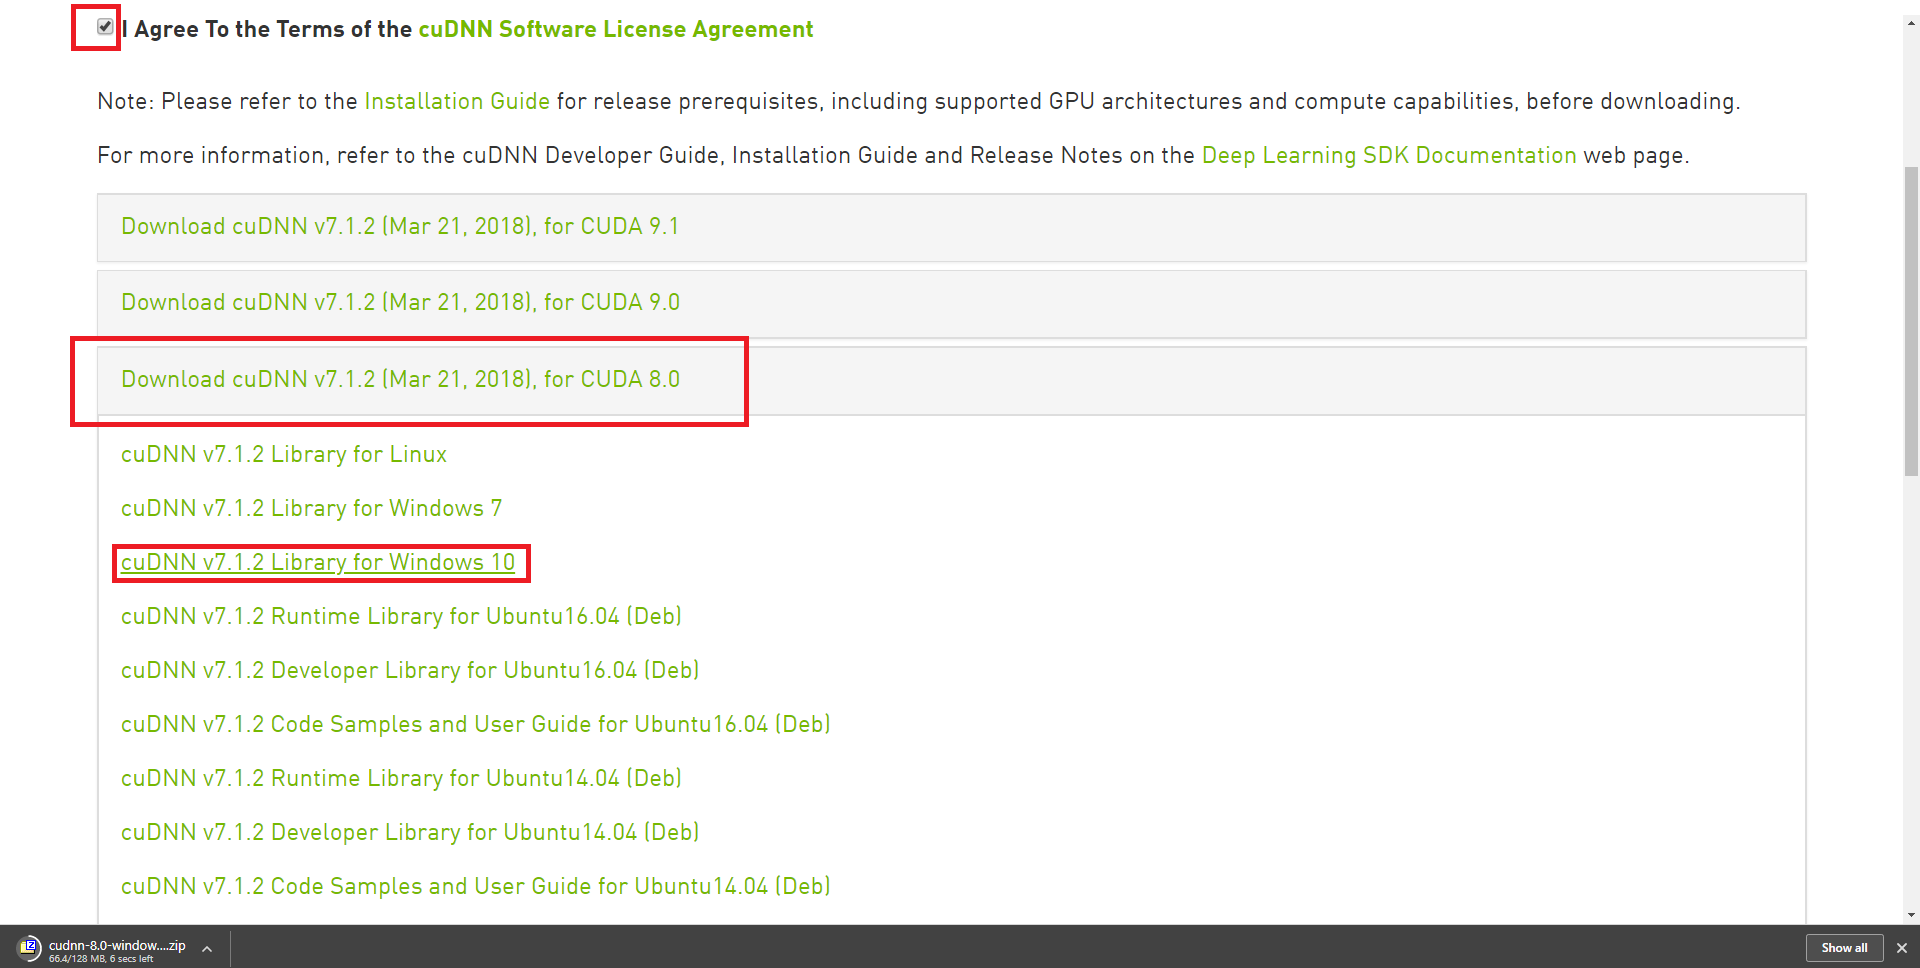 I Agree To the Terms of the cuDNN Software License Agreement
Note: Please refer to the Installation Guide for release prerequisites, including supported GPU architectures and compute capabilities, before downloading.
For more information, refer to the cuDNN Developer Guide, Installation Guide and Release Notes on the Deep Learning SDK Documentation web page.
Download cuDNN v7.1.2 (Mar 21, 2018), for CUDA 9.1
Download cuDNN v7.1.2 (Mar 21, 2018), for CUDA 9.0
Download cuDNN v7.1.2 (Mar 21, 2018), for CUDA 8.0
cuDNN v7.1.2 Library for Linux
cuDNN v7.1.2 Library for Windows 7
cuDNN v7.1.2 Library for Windows 10
cuDNN v7.1.2 Runtime Library for Ubuntu16.04 (Deb)
cuDNN v7.1.2 Developer Library for Ubuntu16.04 (Deb)
cuDNN v7.1.2 Code Samples and User Guide for Ubuntu16.04 (Deb)
cuDNN v7.1.2 Runtime Library for Ubuntu14.04 (Deb)
cuDNN v7.1.2 Developer Library for Ubuntu14.04 (Deb)
cuDNN v7.1.2 Code Samples and User Guide for Ubuntu14.04 (Deb)
cudnn-8.0-window....zip
66.4/128 MB, 6 secs left
Show all